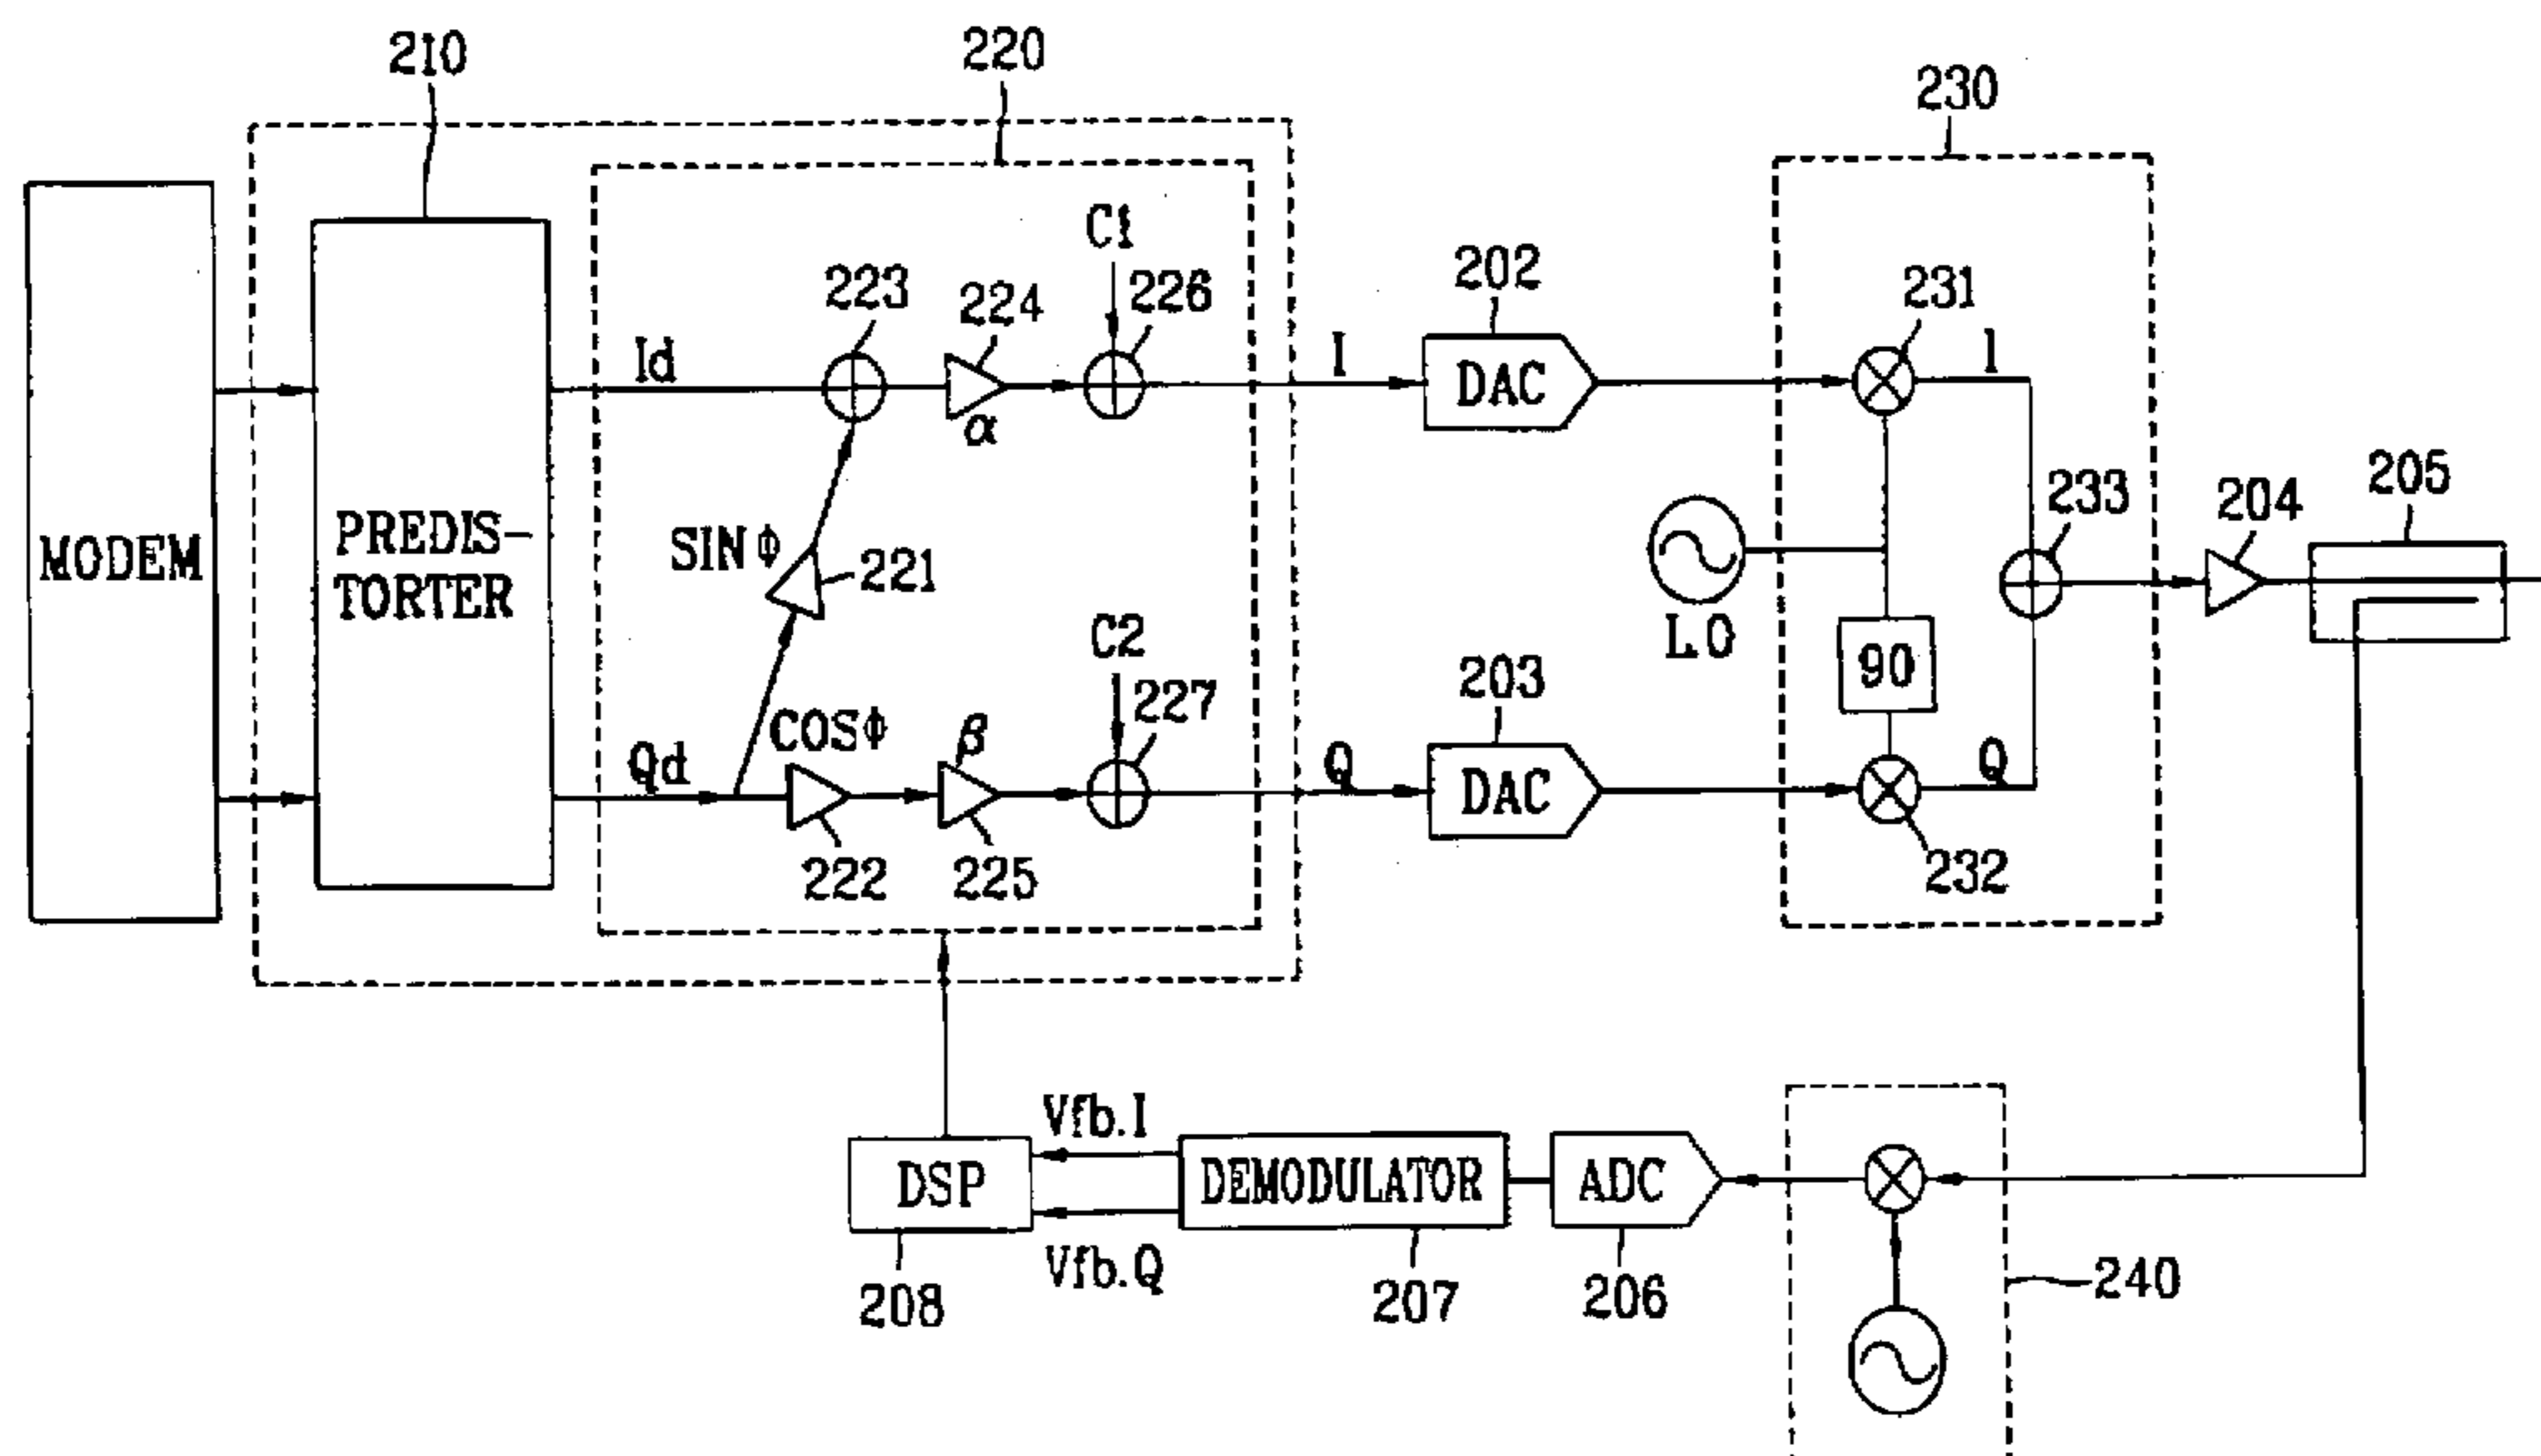 210
220
230
C1
202
223
224
226
231
Id
α
I
DAC
I
MODEM
PREDIS-
TORTER
SIN Φ
221
LO
233
204
205
C2
90
203
227
COSΦ
β
Qd
Q
DAC
Q
222
225
232
Vfb.I
DSP
DEMODULATOR
ADC
Vfb.Q
208
207
206
240